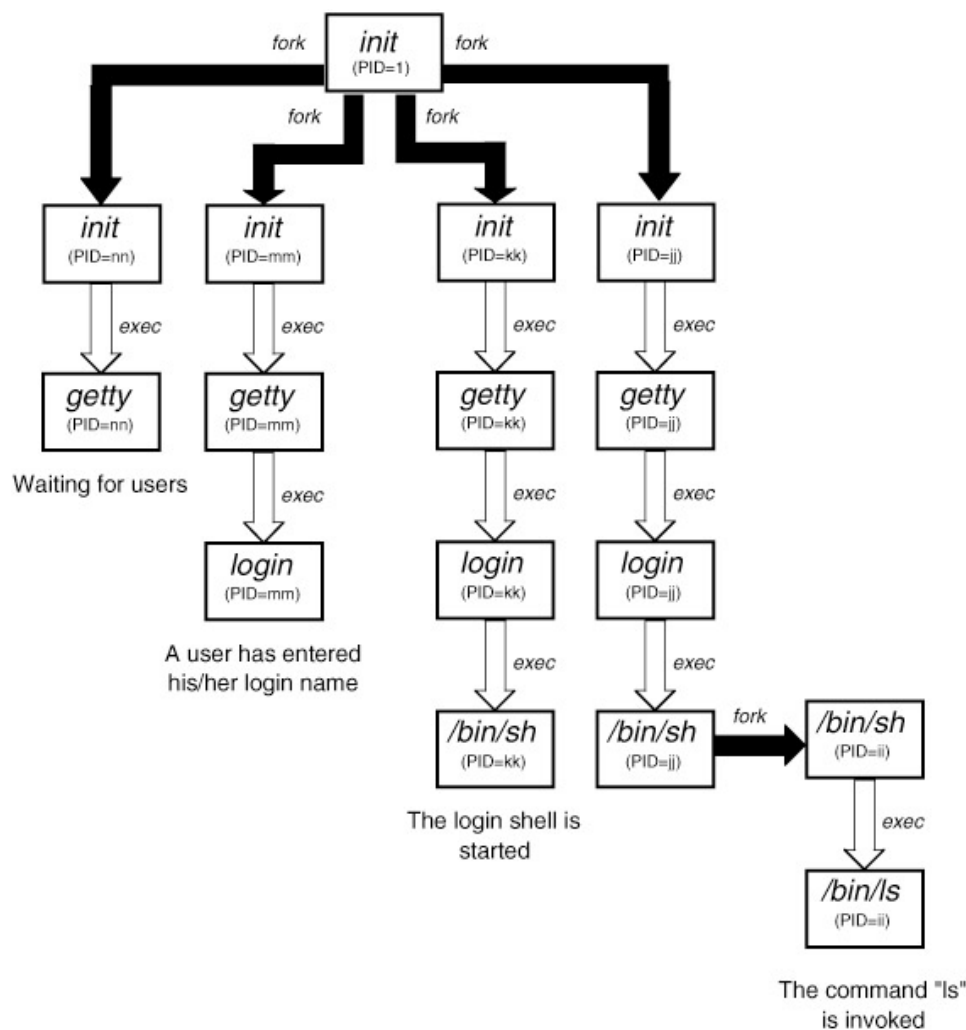 fork
init
fork
(PID=1)
fork
fork
init
(PID=nn)
init
(PID=mm)
init
(PID=kk)
init
(PID=jj)
exec
exec
exec
exec
getty
(PID=nn)
getty
(PID=mm)
getty
(PID=kk)
getty
(PID=jj)
Waiting for users
exec
exec
exec
login
(PID=mm)
login
(PID=kk)
login
(PID=jj)
A user has entered
his/her login name
exec
exec
/bin/sh
(PID=kk)
/bin/sh
(PID=jj)
fork
/bin/sh
(PID=ii)
The login shell is
started
exec
/bin/ls
(PID=ii)
The command "ls"
is invoked